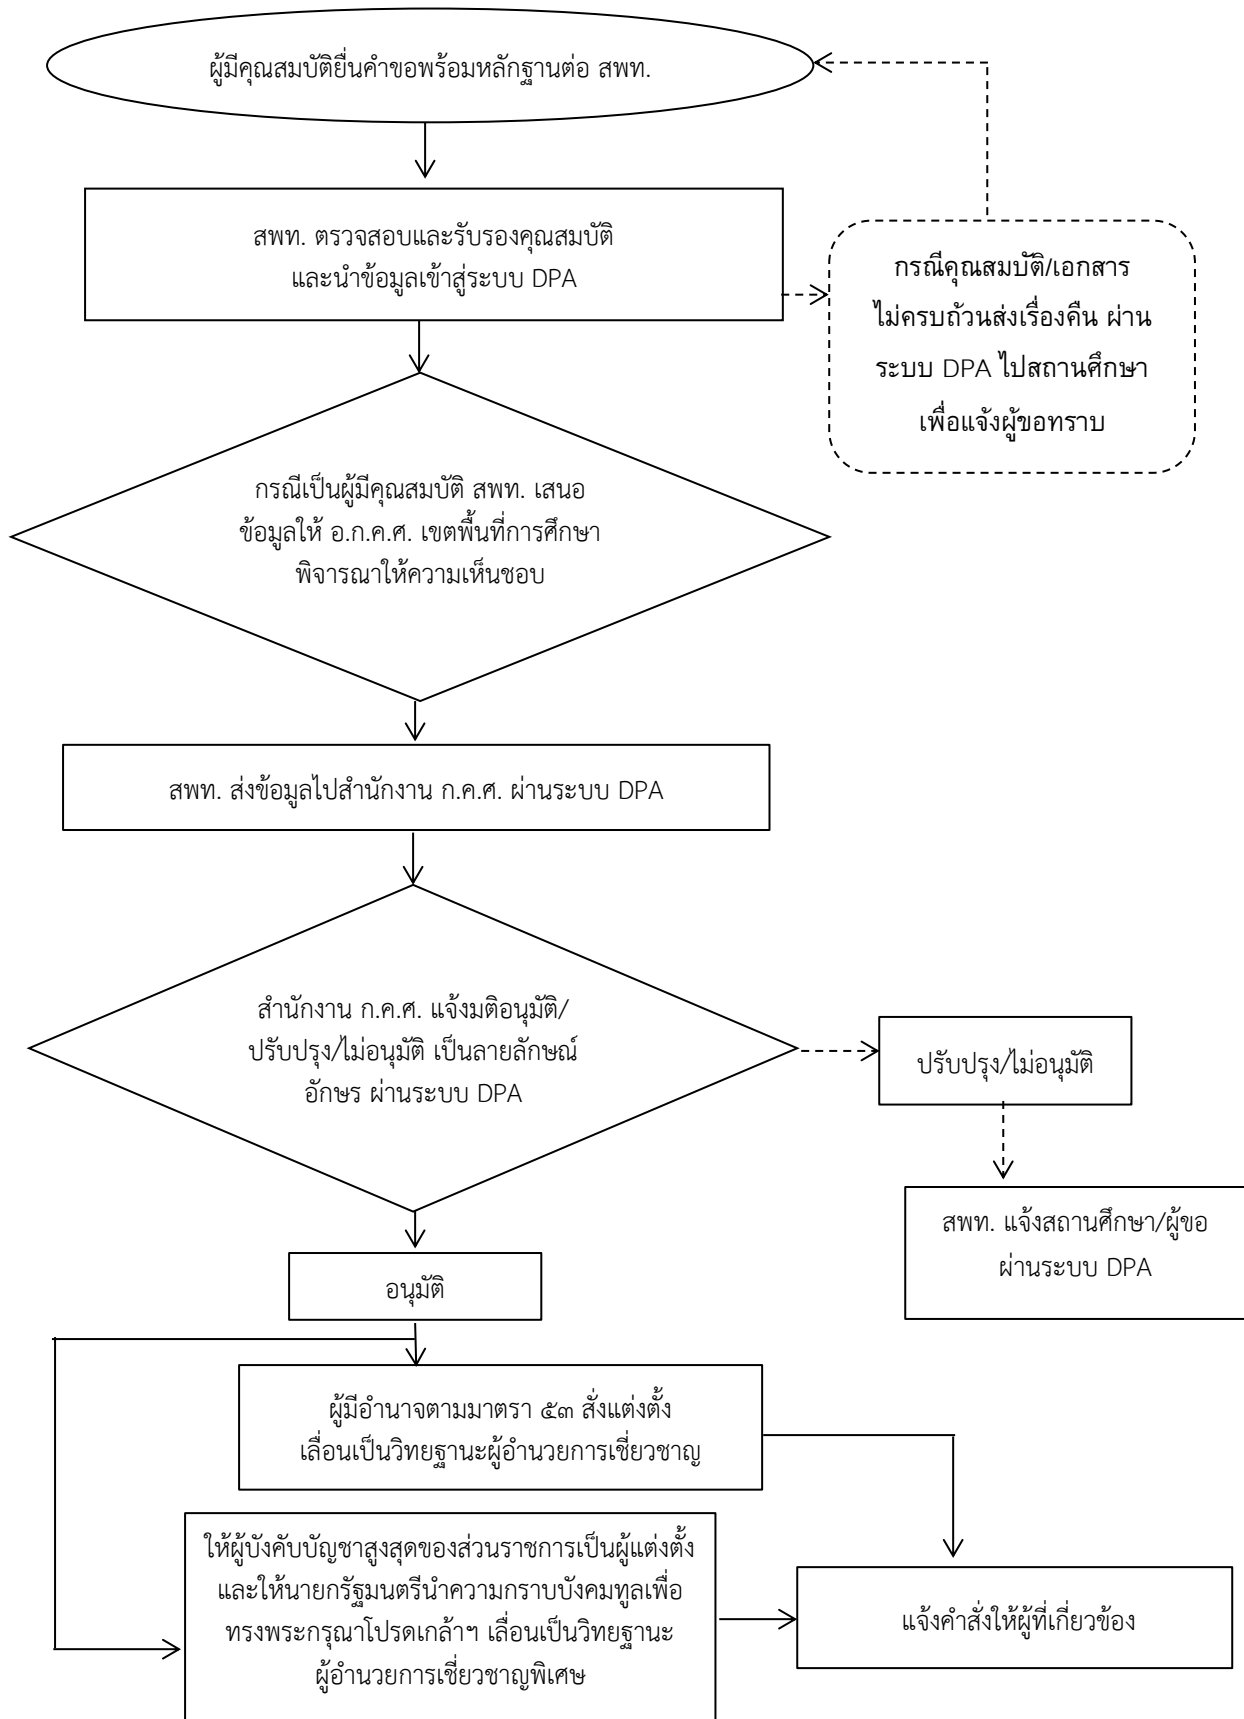 ผู้มีคุณสมบัติยื่นคำขอพร้อมหลักฐานต่อ สพท.
สพท. ตรวจสอบและรับรองคุณสมบัติ
และนำข้อมูลเข้าสู่ระบบ DPA
กรณีคุณสมบัติ/เอกสาร
ไม่ครบถ้วนส่งเรื่องคืน ผ่าน
ระบบ DPA ไปสถานศึกษา
เพื่อแจ้งผู้ขอทราบ
กรณีเป็นผู้มีคุณสมบัติ สพท. เสนอ
ข้อมูลให้ อ.ก.ค.ศ. เขตพื้นที่การศึกษา
พิจารณาให้ความเห็นชอบ
สพท. ส่งข้อมูลไปสำนักงาน ก.ค.ศ. ผ่านระบบ DPA
สำนักงาน ก.ค.ศ. แจ้งมติอนุมัติ/
ปรับปรุง/ไม่อนุมัติ เป็นลายลักษณ์
อักษร ผ่านระบบ DPA
ปรับปรุง/ไม่อนุมัติ
สพท. แจ้งสถานศึกษา/ผู้ขอ
ผ่านระบบ DPA
อนุมัติ
ผู้มีอำนาจตามมาตรา ๕๓ สั่งแต่งตั้ง
เลื่อนเป็นวิทยฐานะผู้อำนวยการเชี่ยวชาญ
ให้ผู้บังคับบัญชาสูงสุดของส่วนราชการเป็นผู้แต่งตั้ง
และให้นายกรัฐมนตรีนำความกราบบังคมทูลเพื่อ
ทรงพระกรุณาโปรดเกล้าฯ เลื่อนเป็นวิทยฐานะ
ผู้อำนวยการเชี่ยวชาญพิเศษ
แจ้งคำสั่งให้ผู้ที่เกี่ยวข้อง